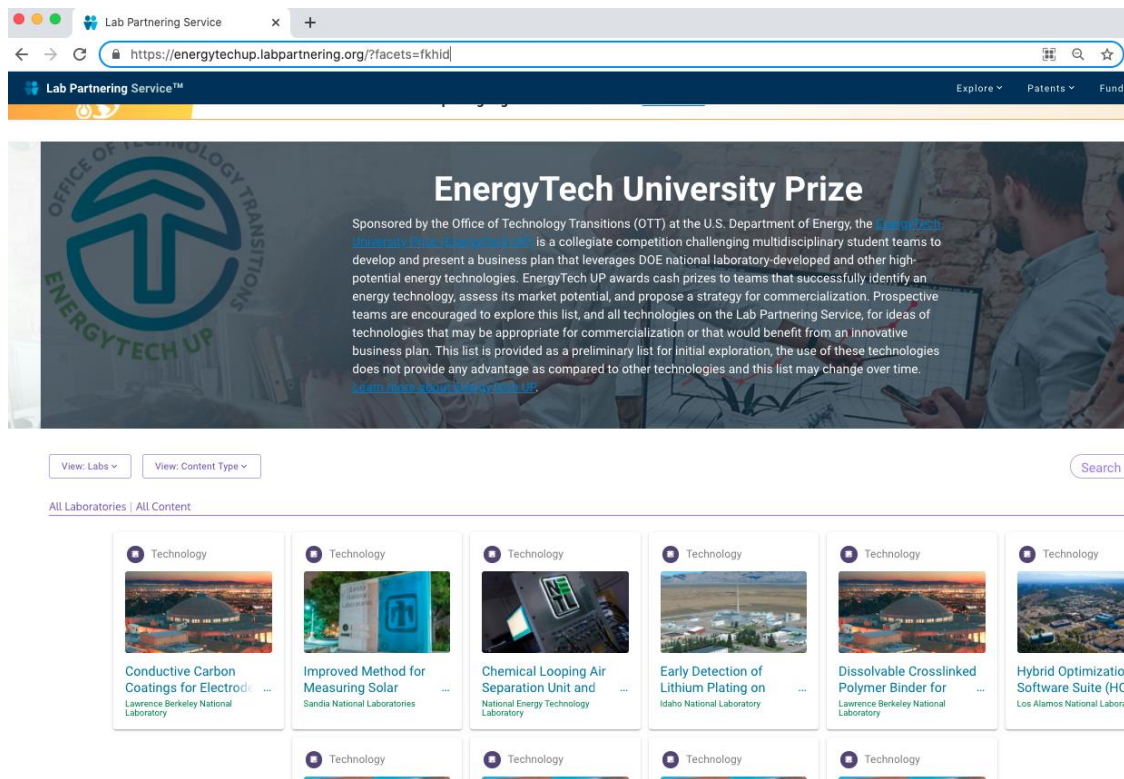 Lab Partnering Service
https://energytechup.labpartnering.org/?facets=fkhid
Lab Partnering Service™
Explore
Patents
Fund
OFFICE OF TECHNOLOGY TRANSITIONS
ENERGYTECH UP
EnergyTech University Prize
Sponsored by the Office of Technology Transitions (OTT) at the U.S. Department of Energy, the EnergyTech
University Prize (EnergyTech UP) is a collegiate competition challenging multidisciplinary student teams to
develop and present a business plan that leverages DOE national laboratory-developed and other high-
potential energy technologies. EnergyTech UP awards cash prizes to teams that successfully identify an
energy technology, assess its market potential, and propose a strategy for commercialization. Prospective
teams are encouraged to explore this list, and all technologies on the Lab Partnering Service, for ideas of
technologies that may be appropriate for commercialization or that would benefit from an innovative
business plan. This list is provided as a preliminary list for initial exploration, the use of these technologies
does not provide any advantage as compared to other technologies and this list may change over time.
Learn more about EnergyTech UP.
View: Labs
View: Content Type
Search
All Laboratories | All Content
Technology
Conductive Carbon
Coatings for Electrode ...
Lawrence Berkeley National
Laboratory
Technology
Improved Method for
Measuring Solar ...
Sandia National Laboratories
Technology
Chemical Looping Air
Separation Unit and ...
National Energy Technology
Laboratory
Technology
Early Detection of
Lithium Plating on ...
Idaho National Laboratory
Technology
Dissolvable Crosslinked
Polymer Binder for ...
Lawrence Berkeley National
Laboratory
Technology
Hybrid Optimizatio
Software Suite (HO
Los Alamos National Labora
Technology
Technology
Technology
Technology